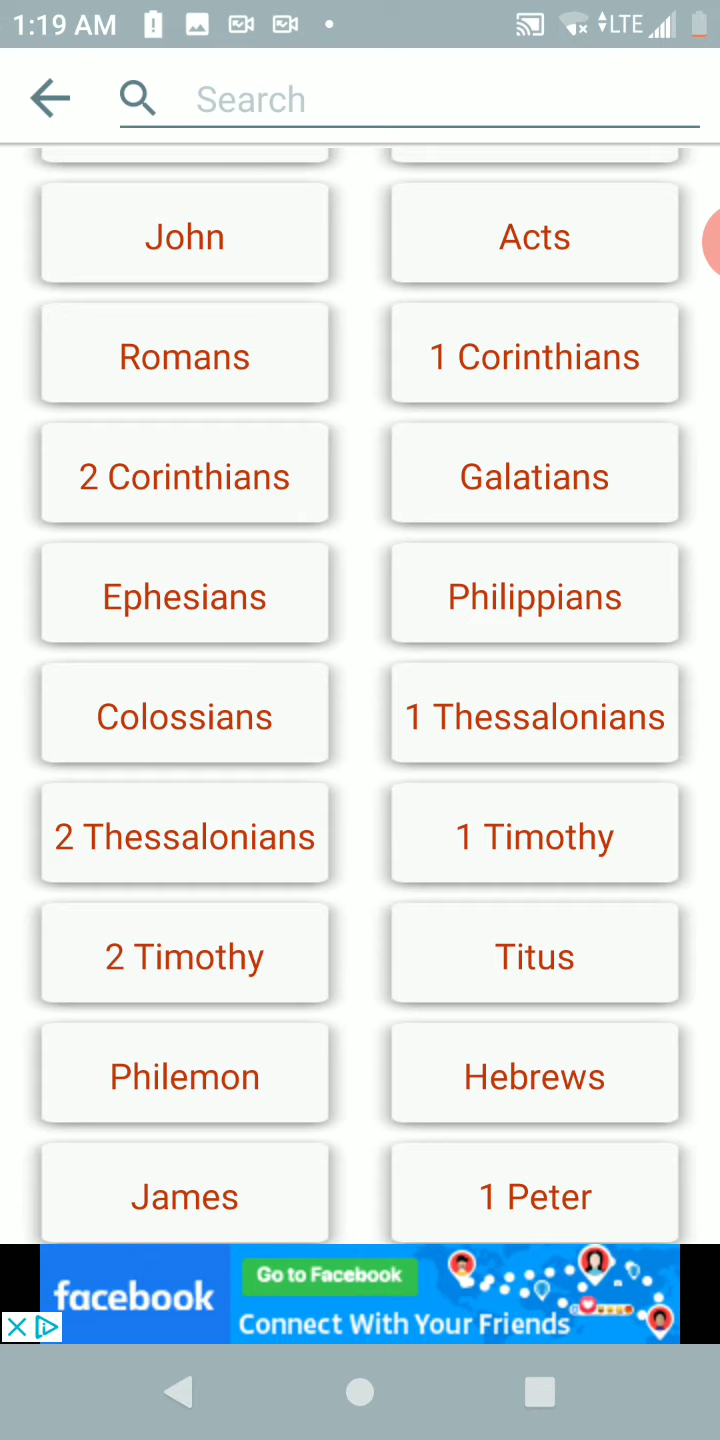 1:19 AM
LTE
Search
John
Acts
Romans
1 Corinthians
2 Corinthians
Galatians
Ephesians
Philippians
Colossians
1 Thessalonians
2 Thessalonians
1 Timothy
2 Timothy
Titus
Philemon
Hebrews
James
1 Peter
facebook
Go to Facebook
Connect With Your Friends